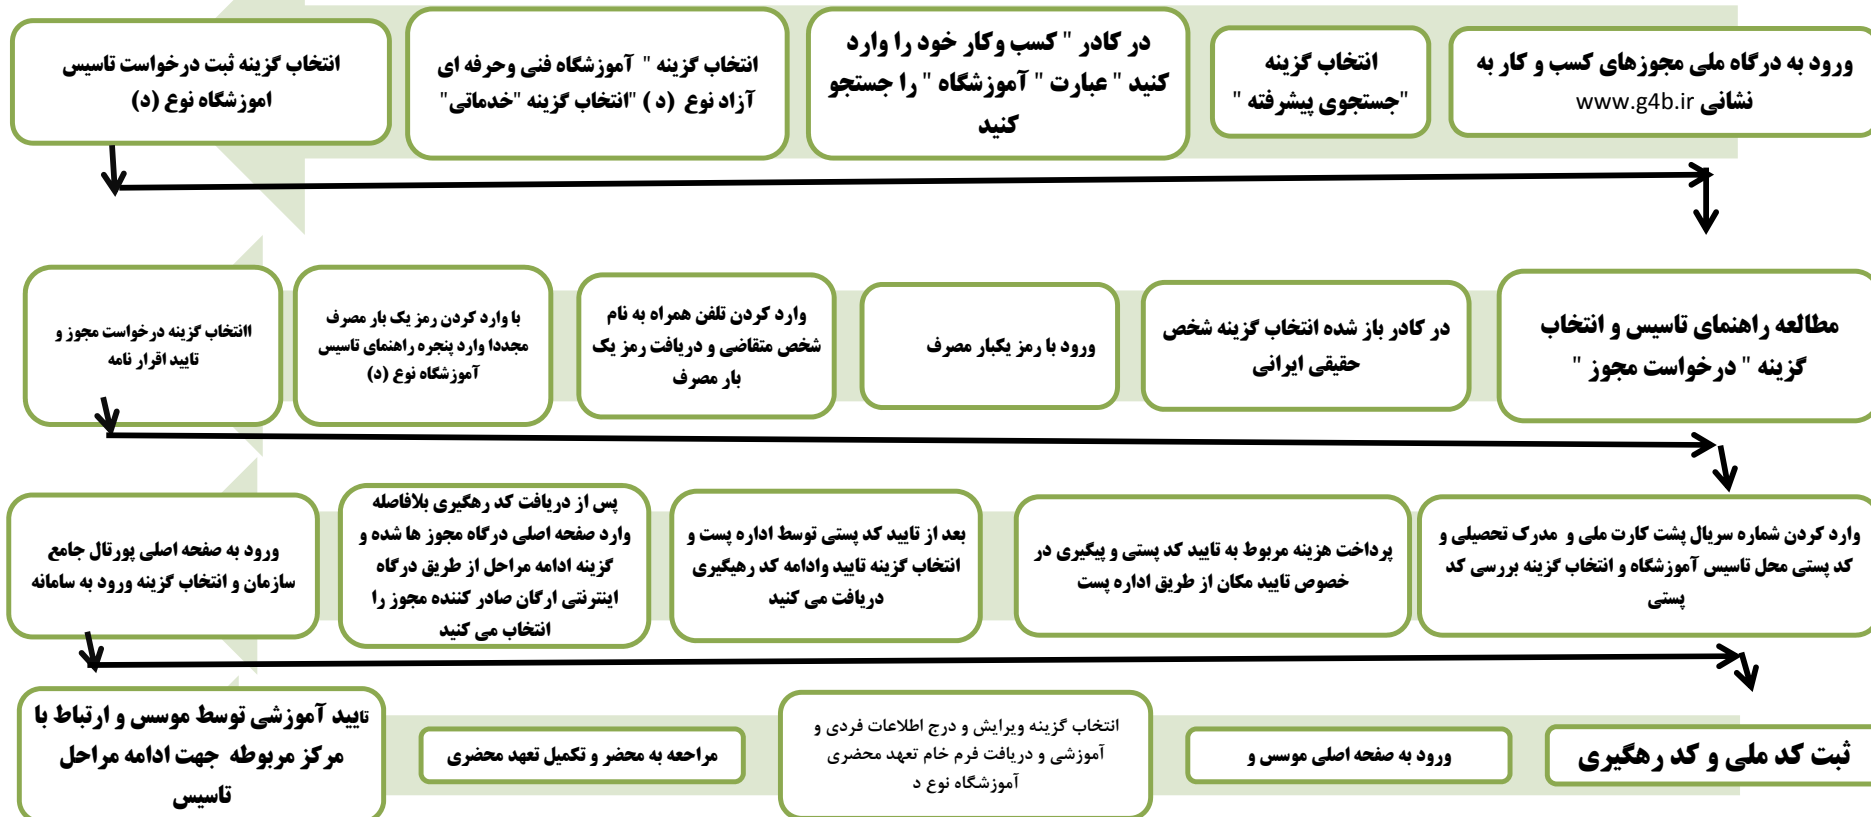 ورود به درگاه ملی مجوزهای کسب و کار به
نشانی www.g4b.ir
انتخاب گزینه
"جستجوی پیشرفته "
در کادر " کسب وکار خود را وارد
کنید " عبارت " آموزشگاه " را جستجو
کنید
انتخاب گزینه " آموزشگاه فنی وحرفه ای
آزاد نوع (د ) "انتخاب گزینه "خدماتی"
انتخاب گزینه ثبت درخواست تاسیس
اموزشگاه نوع (د)
مطالعه راهنمای تاسیس و انتخاب
گزینه " درخواست مجوز "
در کادر باز شده انتخاب گزینه شخص
حقیقی ایرانی
ورود با رمز یکبار مصرف
وارد کردن تلفن همراه به نام
شخص متقاضی و دریافت رمز یک
بار مصرف
با وارد کردن رمز یک بار مصرف
مجددا وارد پنجره راهنمای تاسیس
آموزشگاه نوع (د)
اانتخاب گزینه درخواست مجوز و
تایید اقرار نامه
وارد کردن شماره سریال پشت کارت ملی و مدرک تحصیلی و
کد پستی محل تاسیس آموزشگاه و انتخاب گزینه بررسی کد
پستی
پرداخت هزینه مربوط به تایید کد پستی و پیگیری در
خصوص تایید مکان از طریق اداره پست
بعد از تایید کد پستی توسط اداره پست و
انتخاب گزینه تایید وادامه کد رهیگیری
دریافت می کنید
پس از دریافت کد رهگیری بلافاصله
وارد صفحه اصلی درگاه مجوز ها شده و
گزینه ادامه مراحل از طریق درگاه
اینترنتی ارگان صادر کننده مجوز را
انتخاب می کنید
ورود به صفحه اصلی پورتال جامع
سازمان و انتخاب گزینه ورود به سامانه
ثبت کد ملی و کد رهگیری
ورود به صفحه اصلی موسس و
انتخاب گزینه ویرایش و درج اطلاعات فردی و
آموزشی و دریافت فرم خام تعهد محضری
آموزشگاه نوع د
مراجعه به محضر و تکمیل تعهد محضری
تایید آموزشی توسط موسس و ارتباط با
مرکز مربوطه جهت ادامه مراحل
تاسیس